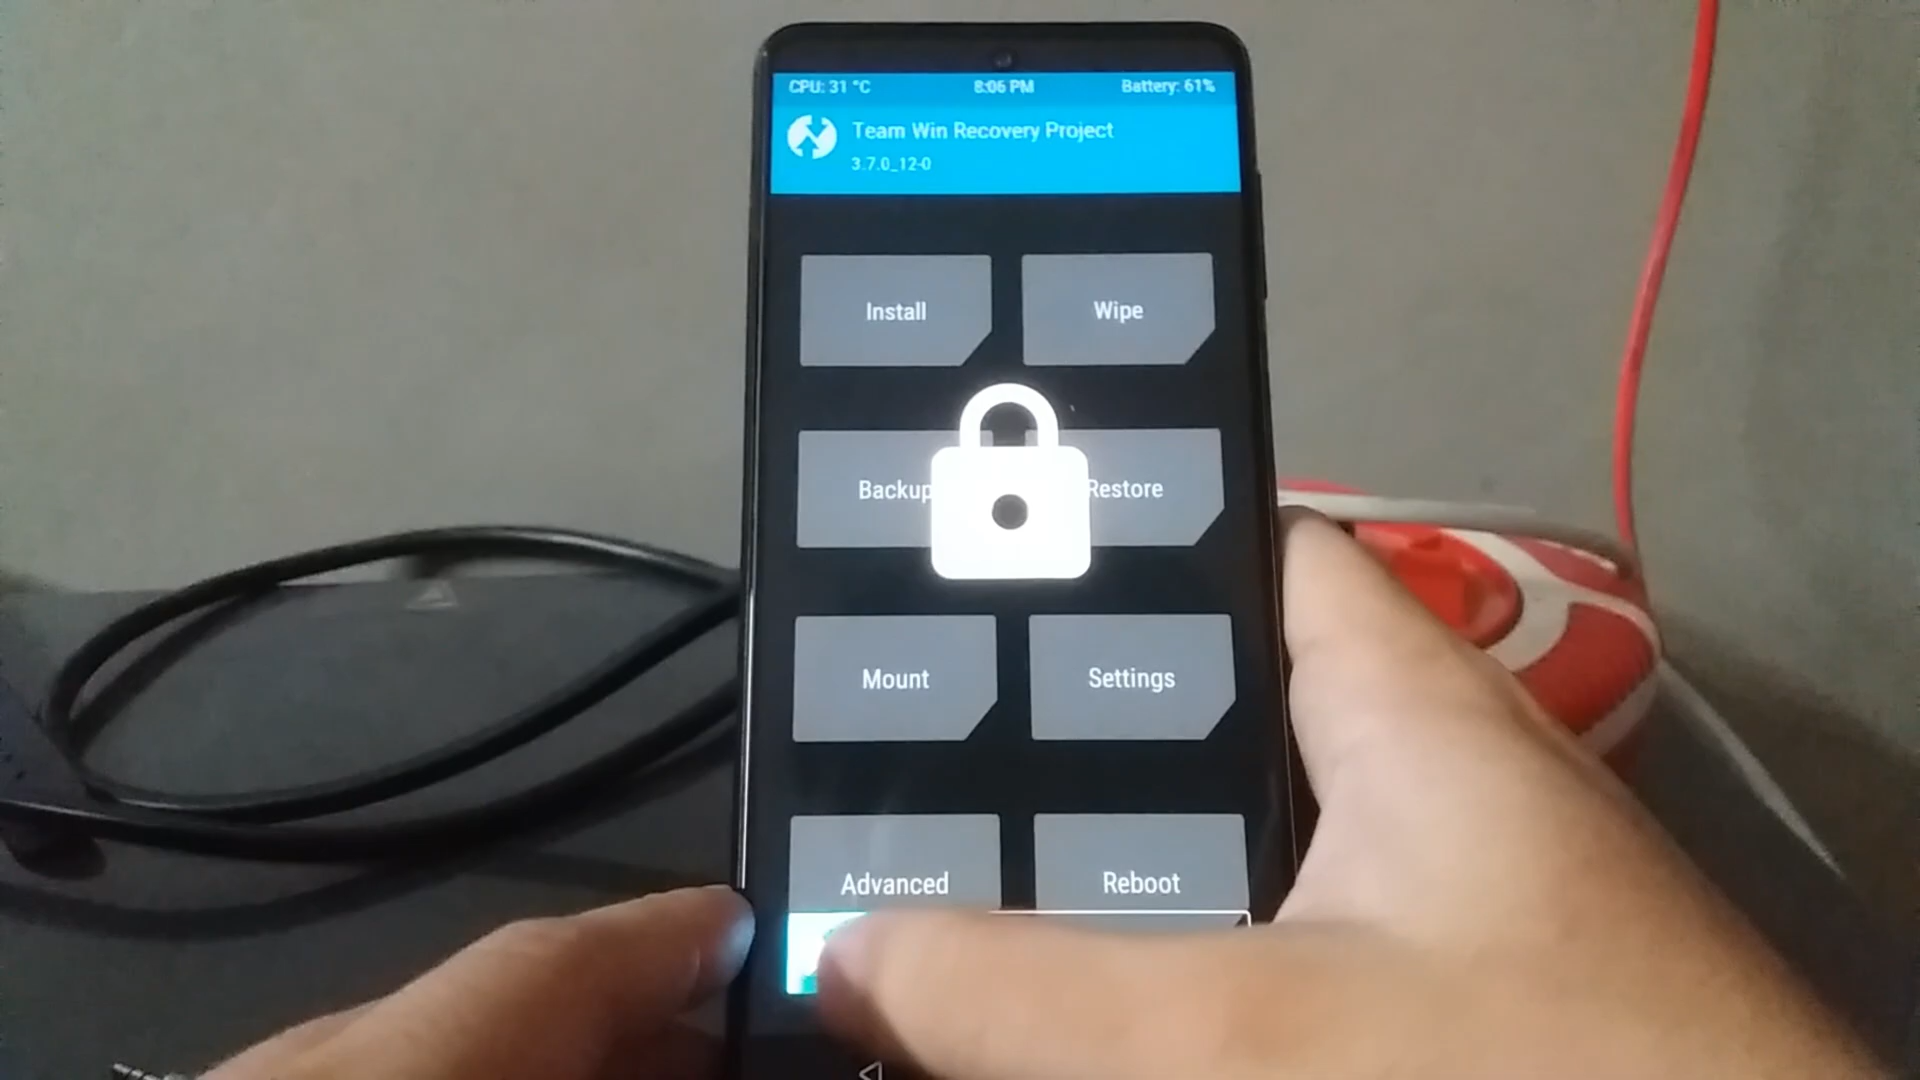 CPU: 31 °C 8:06 PM Battery: 61%
Team Win Recovery Project
3.7.0_12-0
Install Wipe
Backup Restore
Mount Settings
Advanced Reboot